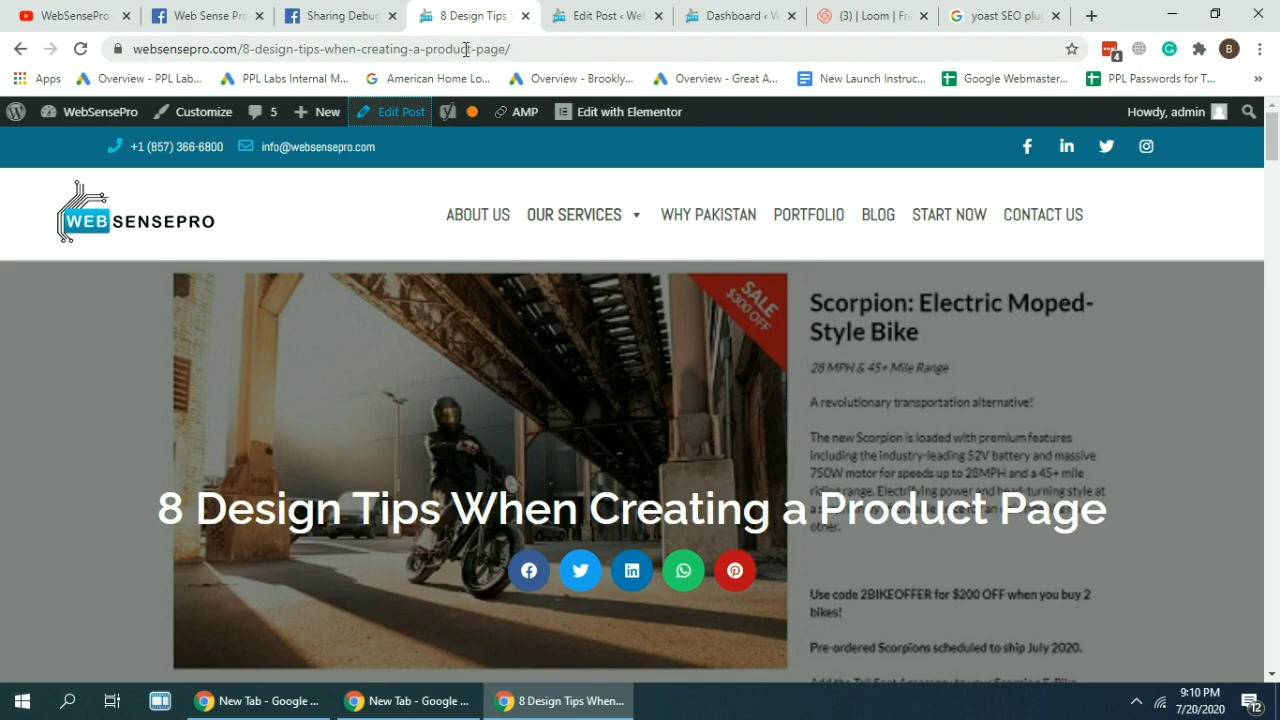 WebSensePro
Web Sense Pro
Sharing Debug
8 Design Tips
Edit Post ‹ Web
Dashboard ‹ W
(3) | Loom | Fre
yoast SEO plug
websensepro.com/8-design-tips-when-creating-a-product-page/
4
B
Apps
Overview - PPL Lab...
PPL Labs Internal M...
American Home Lo...
Overview - Brookly...
Overview - Great A...
New Launch Instruc...
Google Webmaster...
PPL Passwords for T...
»
WebSensePro
Customize
5
New
Edit Post
AMP
Edit with Elementor
Howdy, admin
+1 (857) 366-6800
info@websensepro.com
WEBSENSEPRO
ABOUT US
OUR SERVICES
WHY PAKISTAN
PORTFOLIO
BLOG
START NOW
CONTACT US
SALE
$300 OFF
Scorpion: Electric Moped-
Style Bike
28 MPH & 45+ Mile Range
A revolutionary transportation alternative!
The new Scorpion is loaded with premium features
including the industry-leading 52V battery and massive
750W motor for speeds up to 28MPH and a 45+ mile
riding range. Electrifying power and head-turning style at
other.
8 Design Tips When Creating a Product Page
Use code 2BIKEOFFER for $200 OFF when you buy 2
bikes!
Pre-ordered Scorpions scheduled to ship July 2020.
New Tab - Google ...
New Tab - Google ...
8 Design Tips When...
9:10 PM
7/20/2020
12